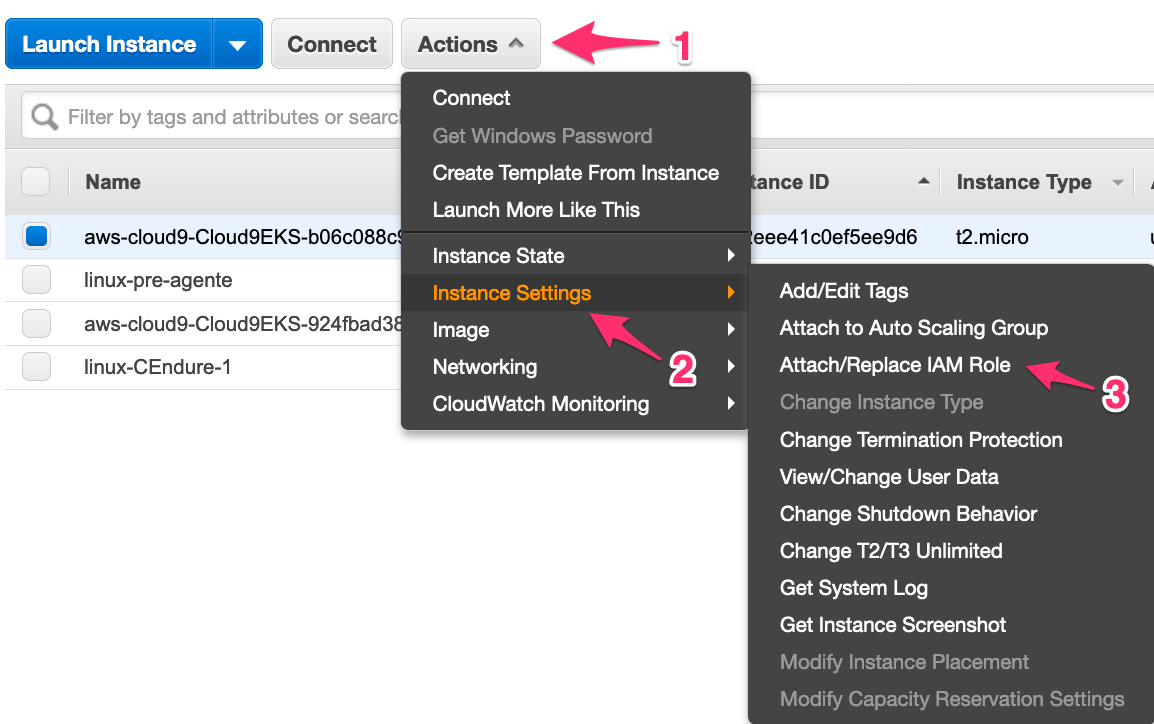 Launch Instance Connect Actions 1
Filter by tags and attributes or
Connect
Get Windows Password
Create Template From Instance
Launch More Like This
Name ID Instance Type
aws-cloud9-Cloud9EKS-b06c088c t2.micro
Instance State
linux-pre-agente
Instance Settings
Add/Edit Tags
aws-cloud9-Cloud9EKS-924fbad38
Image
Attach to Auto Scaling Group
2
linux-CEndure-1
Networking
Attach/Replace IAM Role
3
CloudWatch Monitoring
Change Instance Type
Change Termination Protection
View/Change User Data
Change Shutdown Behavior
Change T2/T3 Unlimited
Get System Log
Get Instance Screenshot
Modify Instance Placement
Modify Capacity Reservation Settings